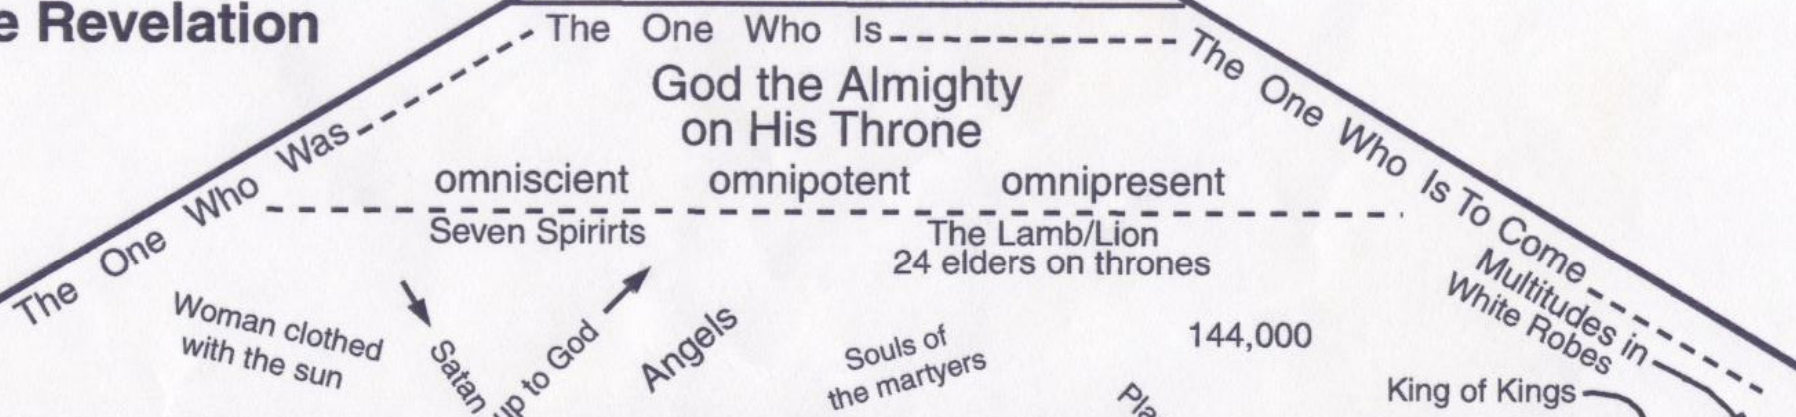 e Revelation
The One Who Was
The One Who Is
The One Who Is To Come
God the Almighty
on His Throne
omniscient omnipotent omnipresent
Seven Spirirts
The Lamb/Lion
24 elders on thrones
Woman clothed
with the sun
Satan
up to God
Angels
Souls of
the martyers
144,000
Multitudes in
White Robes
King of Kings